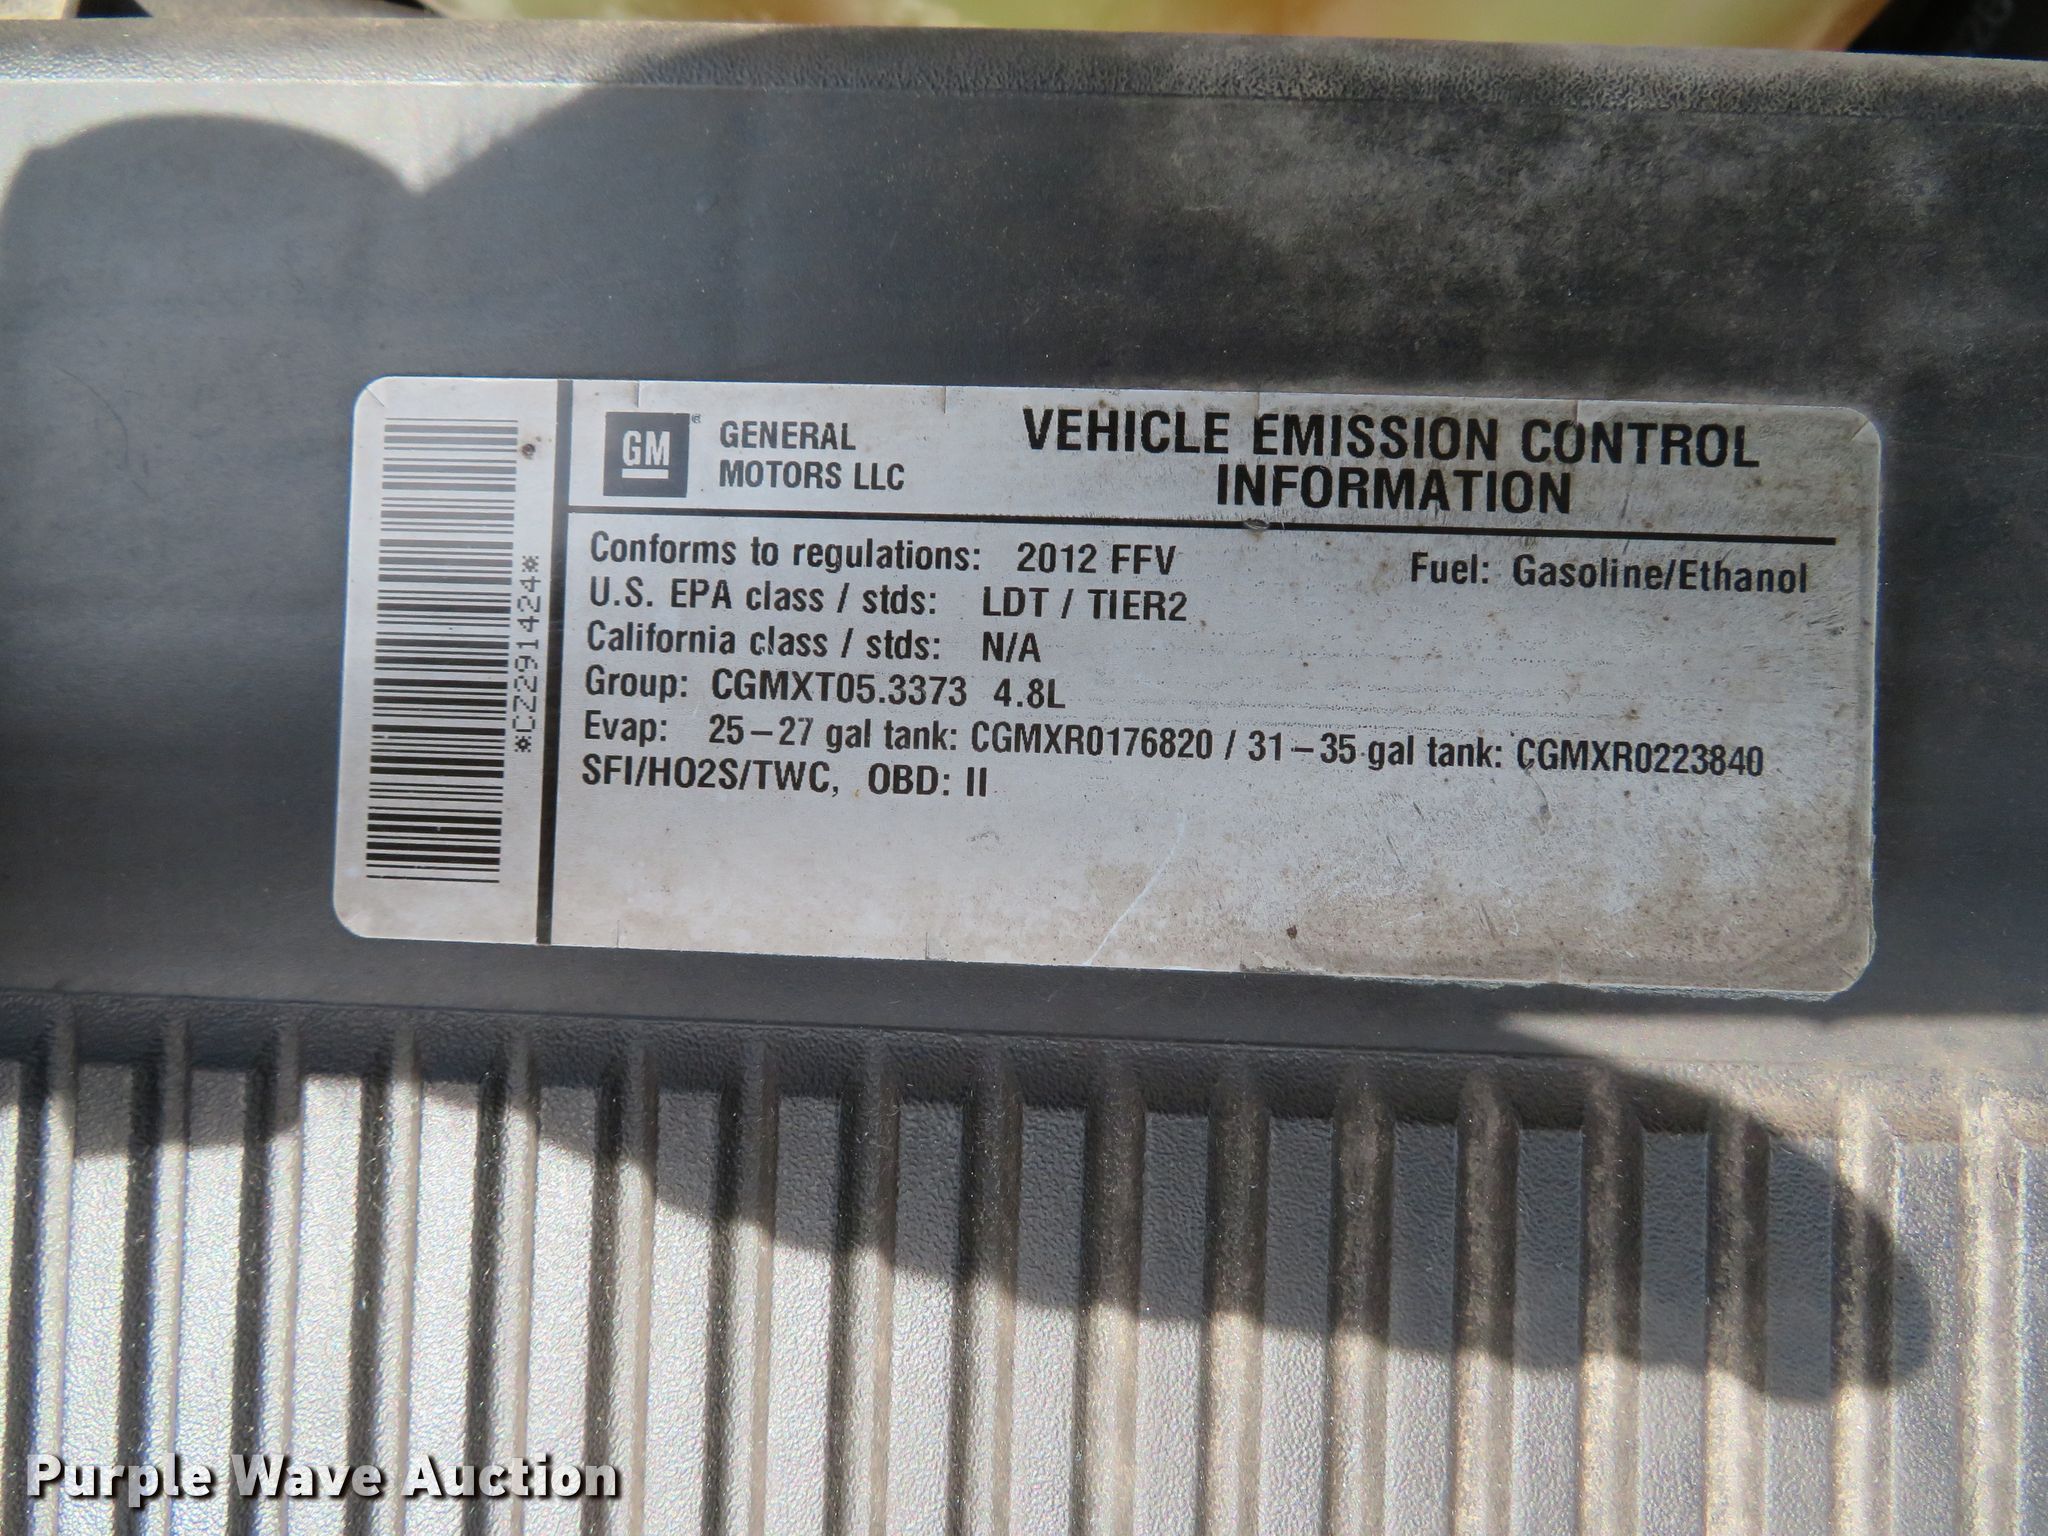 GM
GENERAL
MOTORS LLC
VEHICLE EMISSION CONTROL
INFORMATION
Conforms to regulations: 2012 FFV
Fuel: Gasoline/Ethanol
U.S. EPA class / stds: LDT / TIER2
California class / stds: N/A
Group: CGMXT05.3373 4.8L
Evap: 25–27 gal tank: CGMXR0176820 / 31–35 gal tank: CGMXR0223840
SFI/HO2S/TWC, OBD: II
*CZ2291424*
Purple Wave Auction